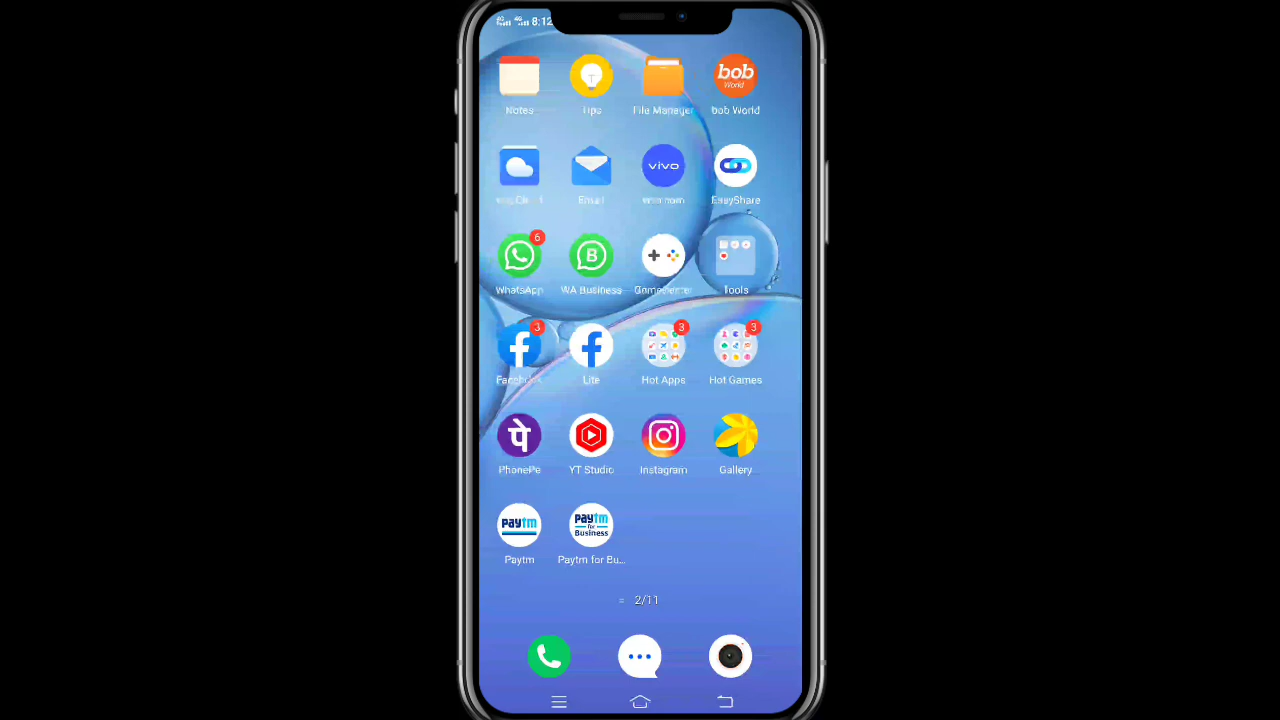 8:12
bob
World
Notes
Tips
File Manager
bob World
vivo
Email
EasyShare
6
B
WhatsApp
WA Business
Tools
3
3
3
Facebook
Lite
Hot Apps
Hot Games
पे
PhonePe
YT Studio
Instagram
Gallery
paytm
paytm
for
Business
Paytm
Paytm for Bu...
2/11